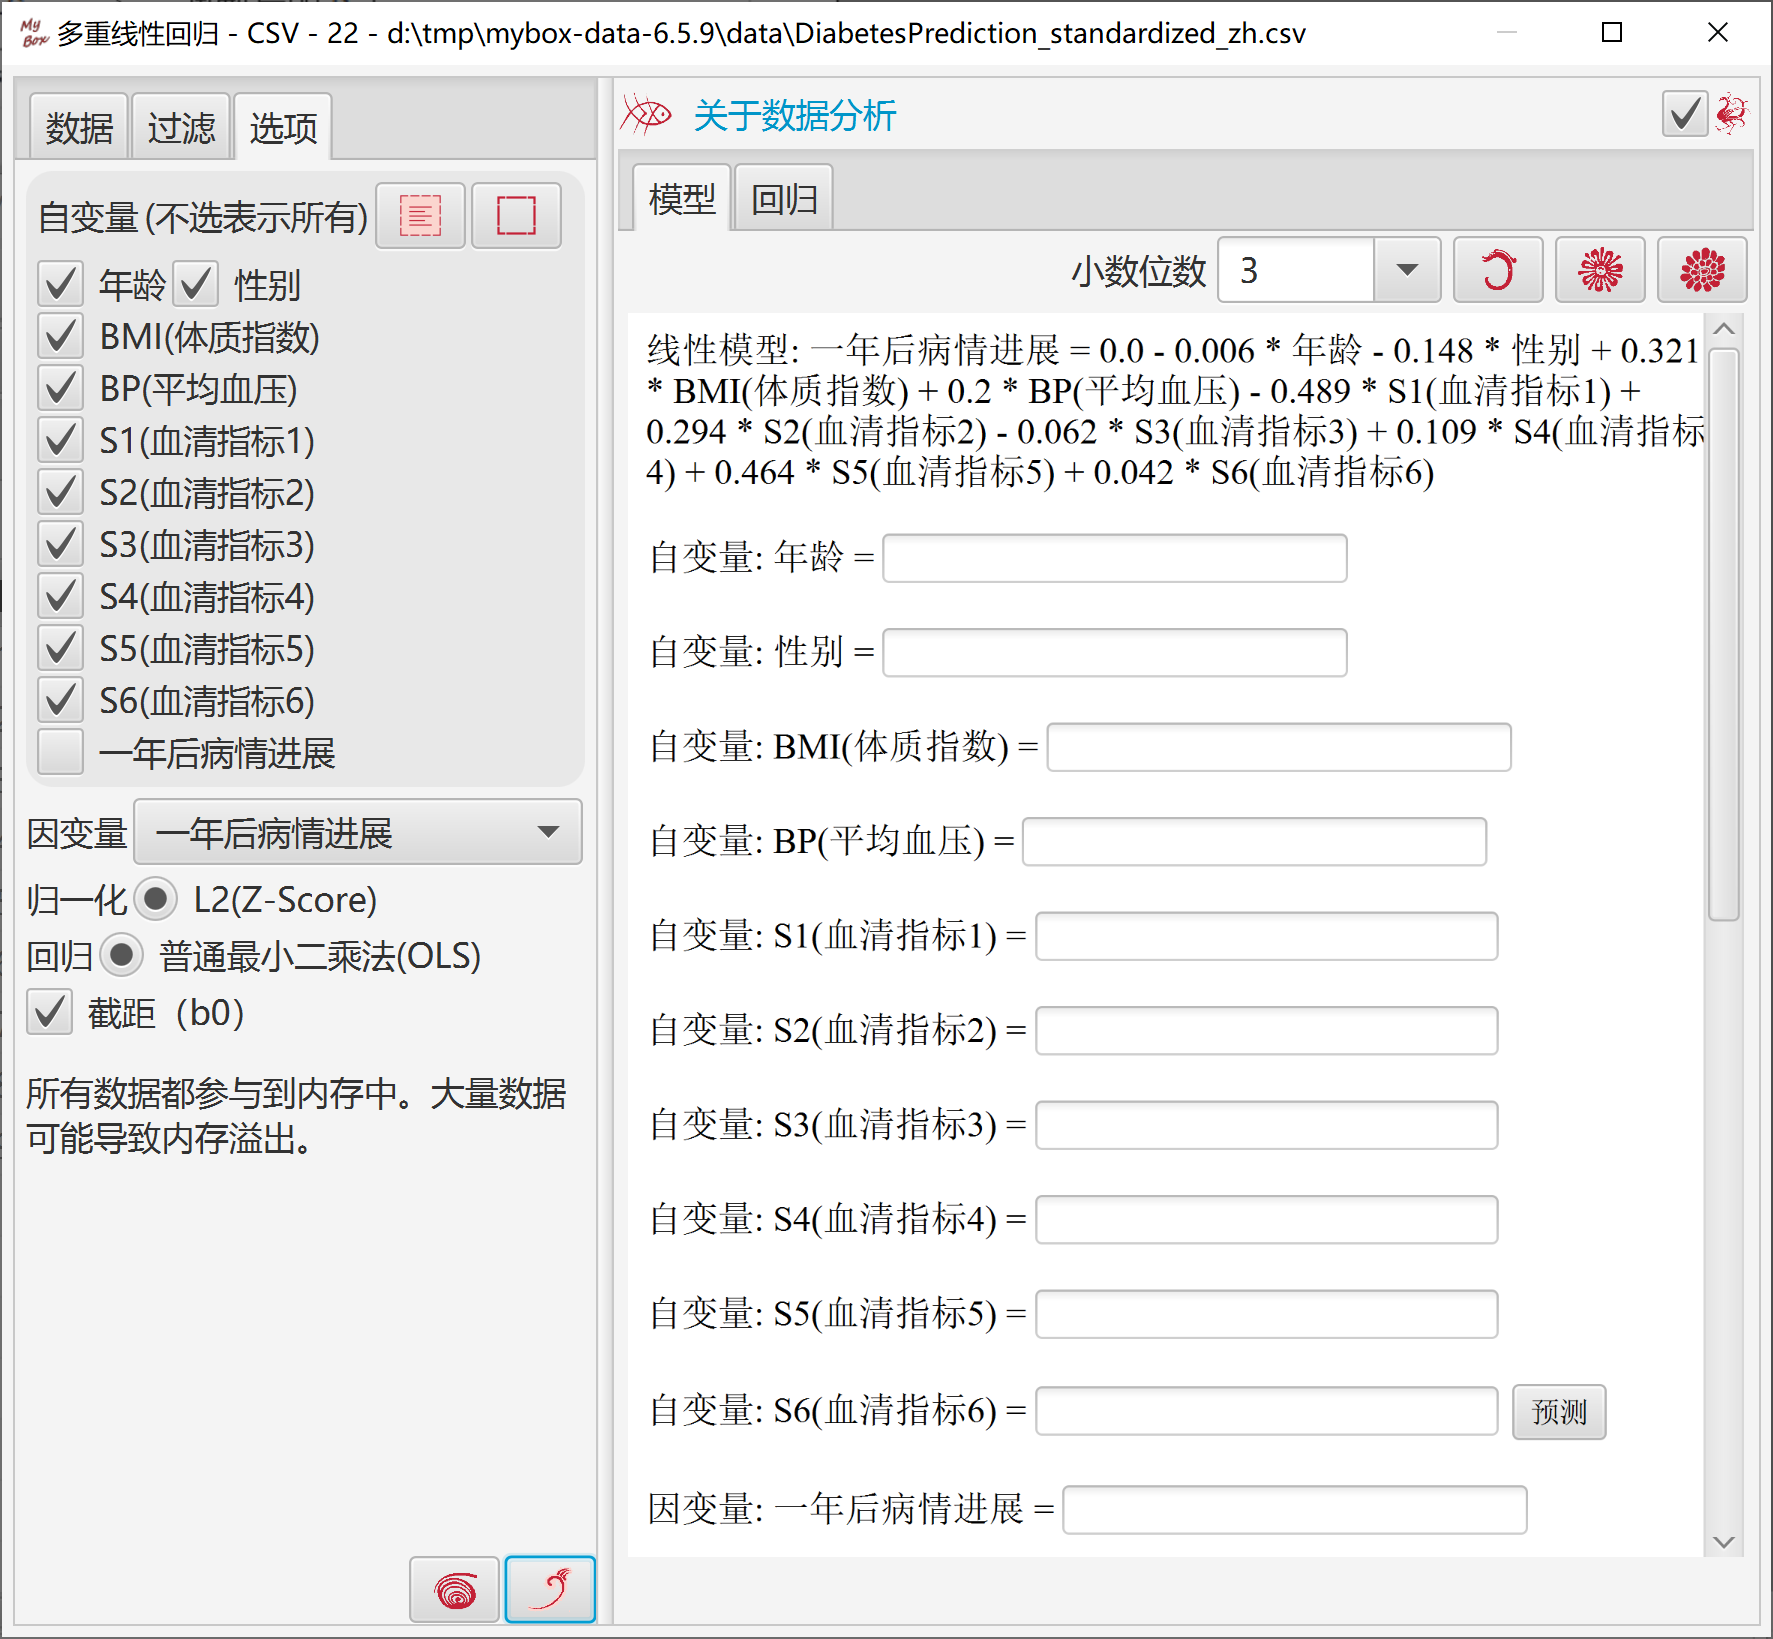 My Box 多重线性回归 - CSV - 22 - d:\tmp\mybox-data-6.5.9\data\DiabetesPrediction_standardized_zh.csv
数据 过滤 选项
自变量 (不选表示所有)
年龄 性别
BMI(体质指数)
BP(平均血压)
S1(血清指标1)
S2(血清指标2)
S3(血清指标3)
S4(血清指标4)
S5(血清指标5)
S6(血清指标6)
一年后病情进展
因变量 一年后病情进展
归一化 L2(Z-Score)
回归 普通最小二乘法(OLS)
截距（b0）
所有数据都参与到内存中。大量数据
可能导致内存溢出。
关于数据分析
模型 回归
小数位数 3
线性模型: 一年后病情进展 = 0.0 - 0.006 * 年龄 - 0.148 * 性别 + 0.321
* BMI(体质指数) + 0.2 * BP(平均血压) - 0.489 * S1(血清指标1) +
0.294 * S2(血清指标2) - 0.062 * S3(血清指标3) + 0.109 * S4(血清指标
4) + 0.464 * S5(血清指标5) + 0.042 * S6(血清指标6)
自变量: 年龄 =
自变量: 性别 =
自变量: BMI(体质指数) =
自变量: BP(平均血压) =
自变量: S1(血清指标1) =
自变量: S2(血清指标2) =
自变量: S3(血清指标3) =
自变量: S4(血清指标4) =
自变量: S5(血清指标5) =
自变量: S6(血清指标6) = 预测
因变量: 一年后病情进展 =